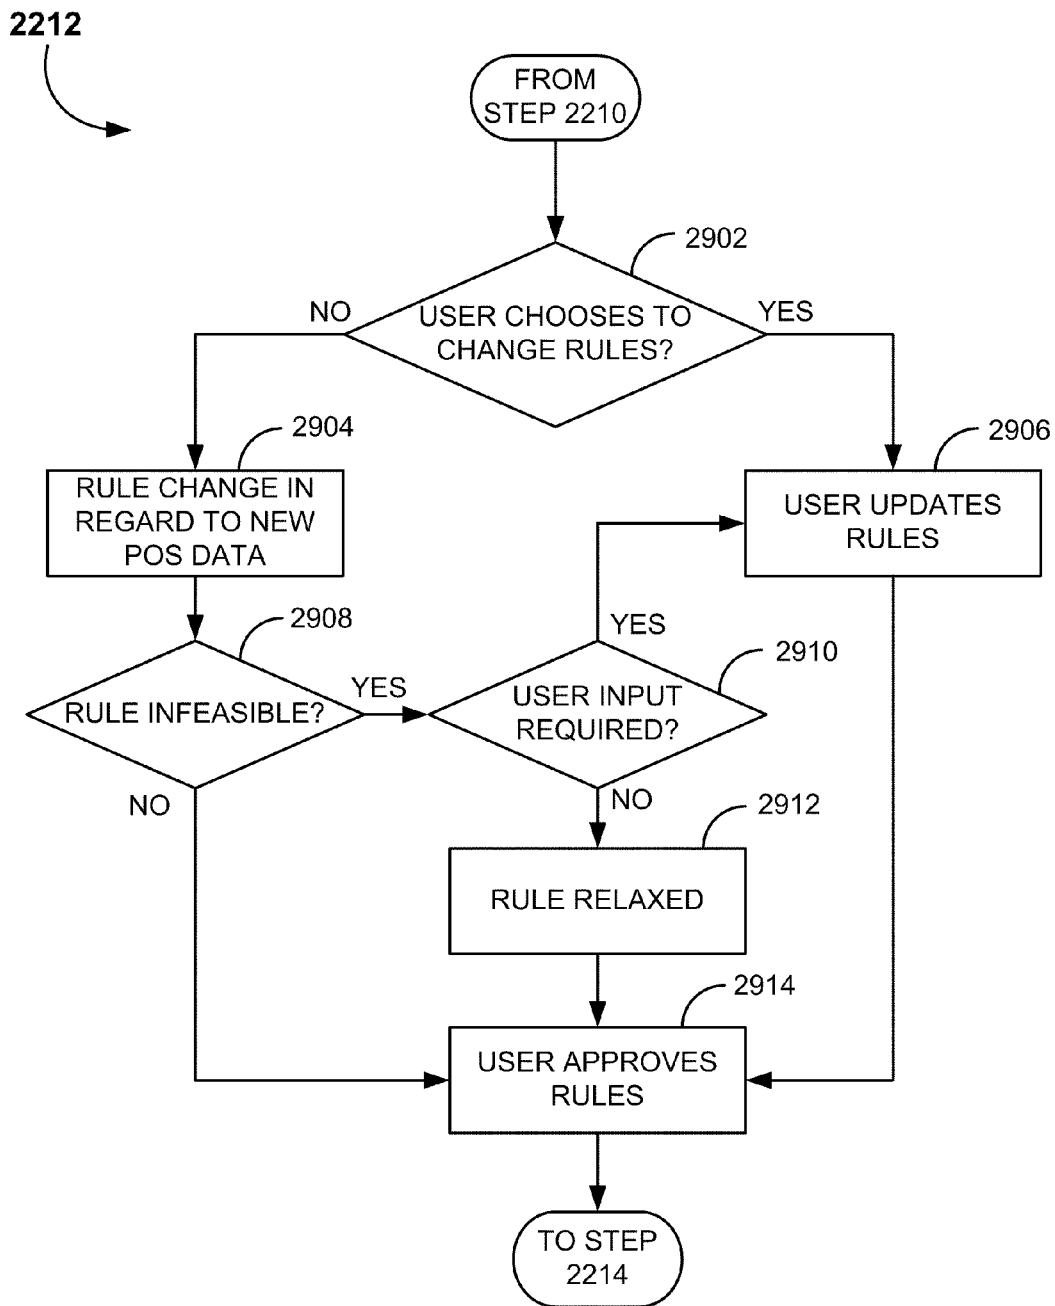 2212
FROM
STEP 2210
2902
NO
YES
USER CHOOSES TO
CHANGE RULES?
2904
2906
RULE CHANGE IN
REGARD TO NEW
POS DATA
USER UPDATES
RULES
2908
YES
2910
YES
RULE INFEASIBLE?
USER INPUT
REQUIRED?
NO
NO
2912
RULE RELAXED
2914
USER APPROVES
RULES
TO STEP
2214